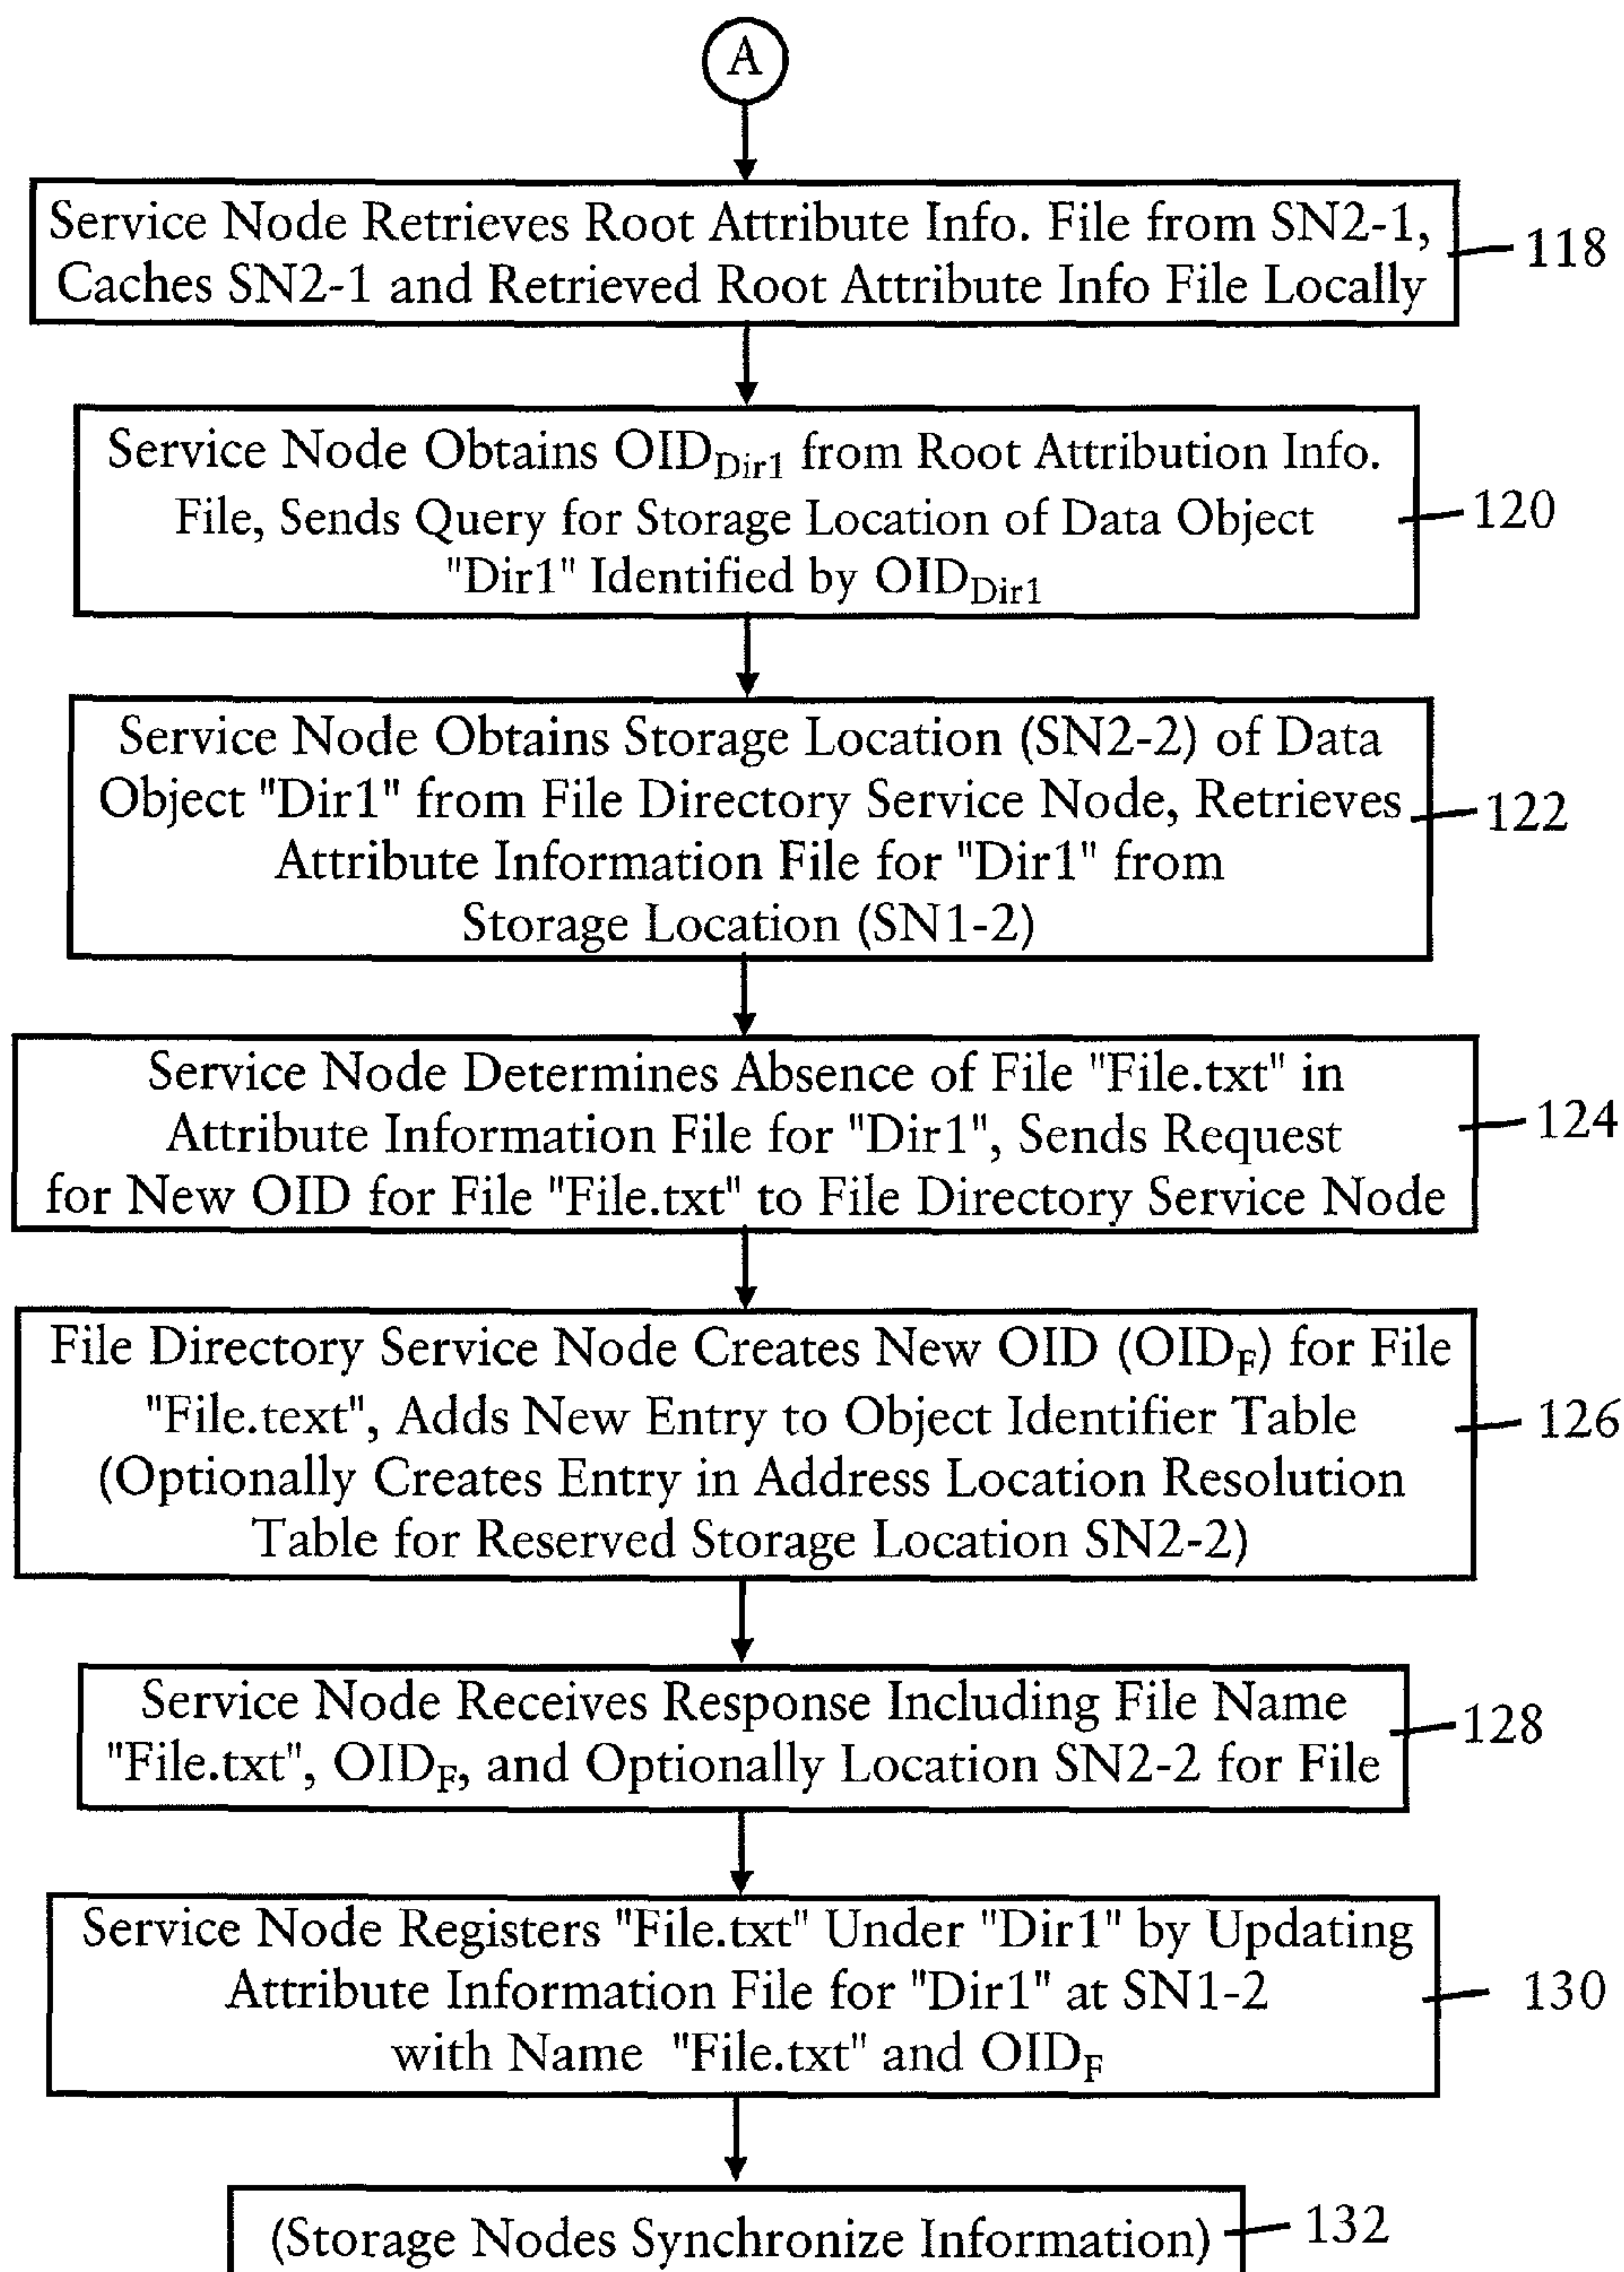 A
Service Node Retrieves Root Attribute Info. File from SN2-1,
Caches SN2-1 and Retrieved Root Attribute Info File Locally
118
Service Node Obtains OID_Dir1 from Root Attribution Info.
File, Sends Query for Storage Location of Data Object
"Dir1" Identified by OID_Dir1
120
Service Node Obtains Storage Location (SN2-2) of Data
Object "Dir1" from File Directory Service Node, Retrieves
Attribute Information File for "Dir1" from
Storage Location (SN1-2)
122
Service Node Determines Absence of File "File.txt" in
Attribute Information File for "Dir1", Sends Request
for New OID for File "File.txt" to File Directory Service Node
124
File Directory Service Node Creates New OID (OID_F) for File
"File.text", Adds New Entry to Object Identifier Table
(Optionally Creates Entry in Address Location Resolution
Table for Reserved Storage Location SN2-2)
126
Service Node Receives Response Including File Name
"File.txt", OID_F, and Optionally Location SN2-2 for File
128
Service Node Registers "File.txt" Under "Dir1" by Updating
Attribute Information File for "Dir1" at SN1-2
with Name "File.txt" and OID_F
130
(Storage Nodes Synchronize Information)
132